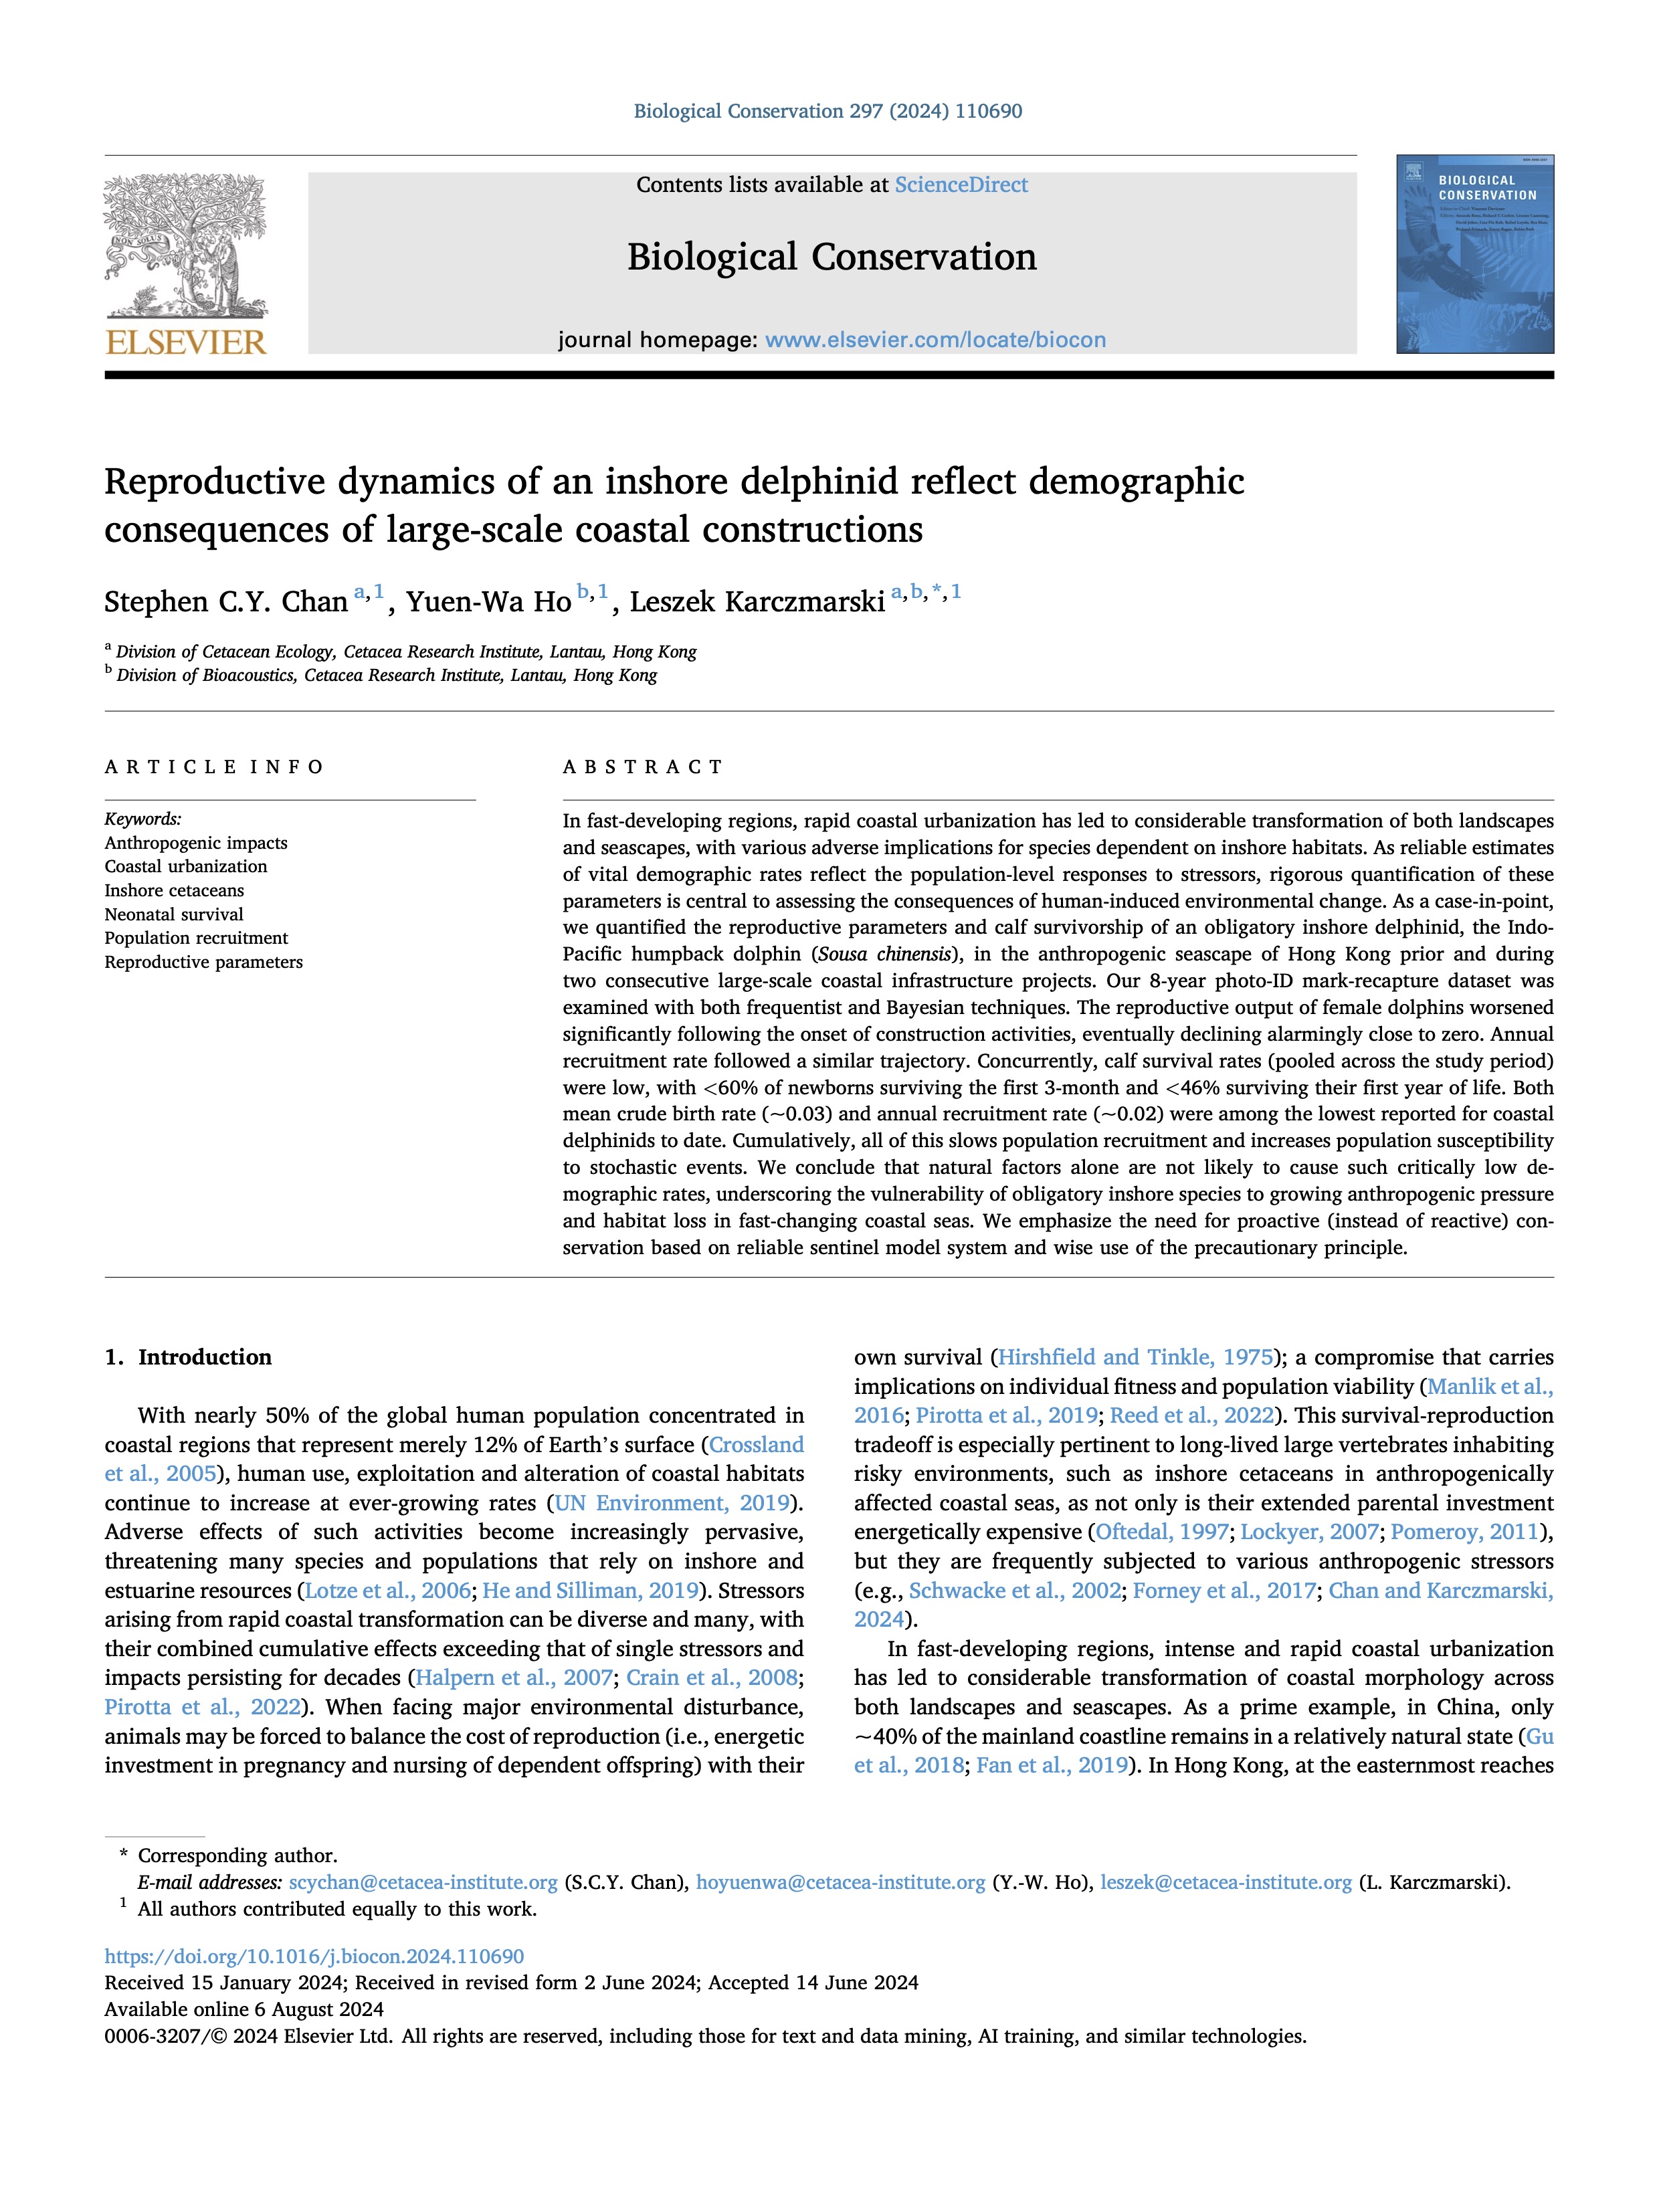 Biological Conservation 297 (2024) 110690
Contents lists available at ScienceDirect
Biological Conservation
journal homepage: www.elsevier.com/locate/biocon
NON SOLUS
ELSEVIER
BIOLOGICAL
CONSERVATION
Reproductive dynamics of an inshore delphinid reflect demographic
consequences of large-scale coastal constructions
Stephen C.Y. Chan a,1, Yuen-Wa Ho b,1, Leszek Karczmarski a,b,*,1
a Division of Cetacean Ecology, Cetacea Research Institute, Lantau, Hong Kong
b Division of Bioacoustics, Cetacea Research Institute, Lantau, Hong Kong
ARTICLE INFO
Keywords:
Anthropogenic impacts
Coastal urbanization
Inshore cetaceans
Neonatal survival
Population recruitment
Reproductive parameters
ABSTRACT
In fast-developing regions, rapid coastal urbanization has led to considerable transformation of both landscapes
and seascapes, with various adverse implications for species dependent on inshore habitats. As reliable estimates
of vital demographic rates reflect the population-level responses to stressors, rigorous quantification of these
parameters is central to assessing the consequences of human-induced environmental change. As a case-in-point,
we quantified the reproductive parameters and calf survivorship of an obligatory inshore delphinid, the Indo-
Pacific humpback dolphin (Sousa chinensis), in the anthropogenic seascape of Hong Kong prior and during
two consecutive large-scale coastal infrastructure projects. Our 8-year photo-ID mark-recapture dataset was
examined with both frequentist and Bayesian techniques. The reproductive output of female dolphins worsened
significantly following the onset of construction activities, eventually declining alarmingly close to zero. Annual
recruitment rate followed a similar trajectory. Concurrently, calf survival rates (pooled across the study period)
were low, with <60% of newborns surviving the first 3-month and <46% surviving their first year of life. Both
mean crude birth rate (~0.03) and annual recruitment rate (~0.02) were among the lowest reported for coastal
delphinids to date. Cumulatively, all of this slows population recruitment and increases population susceptibility
to stochastic events. We conclude that natural factors alone are not likely to cause such critically low de-
mographic rates, underscoring the vulnerability of obligatory inshore species to growing anthropogenic pressure
and habitat loss in fast-changing coastal seas. We emphasize the need for proactive (instead of reactive) con-
servation based on reliable sentinel model system and wise use of the precautionary principle.
1. Introduction
With nearly 50% of the global human population concentrated in
coastal regions that represent merely 12% of Earth's surface (Crossland
et al., 2005), human use, exploitation and alteration of coastal habitats
continue to increase at ever-growing rates (UN Environment, 2019).
Adverse effects of such activities become increasingly pervasive,
threatening many species and populations that rely on inshore and
estuarine resources (Lotze et al., 2006; He and Silliman, 2019). Stressors
arising from rapid coastal transformation can be diverse and many, with
their combined cumulative effects exceeding that of single stressors and
impacts persisting for decades (Halpern et al., 2007; Crain et al., 2008;
Pirotta et al., 2022). When facing major environmental disturbance,
animals may be forced to balance the cost of reproduction (i.e., energetic
investment in pregnancy and nursing of dependent offspring) with their
own survival (Hirshfield and Tinkle, 1975); a compromise that carries
implications on individual fitness and population viability (Manlik et al.,
2016; Pirotta et al., 2019; Reed et al., 2022). This survival-reproduction
tradeoff is especially pertinent to long-lived large vertebrates inhabiting
risky environments, such as inshore cetaceans in anthropogenically
affected coastal seas, as not only is their extended parental investment
energetically expensive (Oftedal, 1997; Lockyer, 2007; Pomeroy, 2011),
but they are frequently subjected to various anthropogenic stressors
(e.g., Schwacke et al., 2002; Forney et al., 2017; Chan and Karczmarski,
2024).
In fast-developing regions, intense and rapid coastal urbanization
has led to considerable transformation of coastal morphology across
both landscapes and seascapes. As a prime example, in China, only
~40% of the mainland coastline remains in a relatively natural state (Gu
et al., 2018; Fan et al., 2019). In Hong Kong, at the easternmost reaches
* Corresponding author.
E-mail addresses: scychan@cetacea-institute.org (S.C.Y. Chan), hoyuenwa@cetacea-institute.org (Y.-W. Ho), leszek@cetacea-institute.org (L. Karczmarski).
1 All authors contributed equally to this work.
https://doi.org/10.1016/j.biocon.2024.110690
Received 15 January 2024; Received in revised form 2 June 2024; Accepted 14 June 2024
Available online 6 August 2024
0006-3207/© 2024 Elsevier Ltd. All rights are reserved, including those for text and data mining, AI training, and similar technologies.